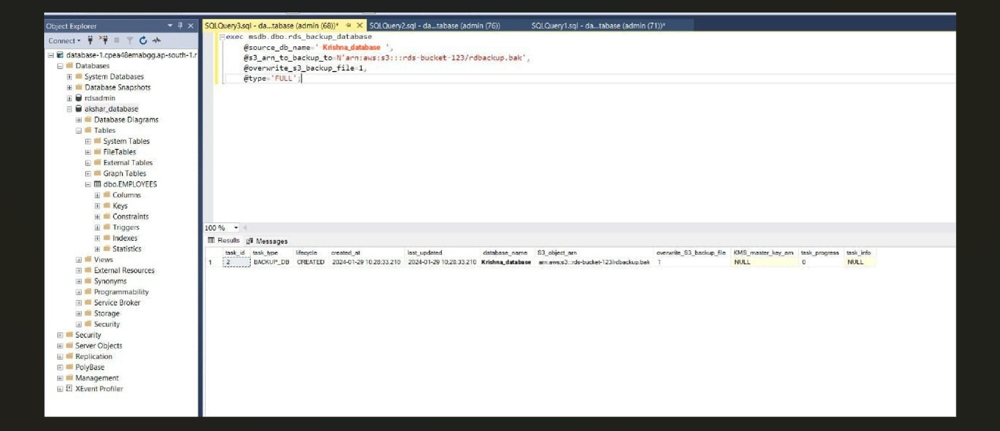 Object Explorer
Connect
database-1.cpea48emabgg.ap-south-1.r
Databases
System Databases
Database Snapshots
rdsadmin
akshar_database
Database Diagrams
Tables
System Tables
FileTables
External Tables
Graph Tables
dbo.EMPLOYEES
Columns
Keys
Constraints
Triggers
Indexes
Statistics
Views
External Resources
Synonyms
Programmability
Service Broker
Storage
Security
Security
Server Objects
Replication
PolyBase
Management
XEvent Profiler
SQLQuery3.sql - da...tabase (admin (68))* SQLQuery2.sql - da...tabase (admin (76)) SQLQuery1.sql - da...tabase (admin (71))*
exec msdb.dbo.rds_backup_database
@source_db_name=' Krishna_database ',
@s3_arn_to_backup_to=N'arn:aws:s3:::rds-bucket-123/rdbackup.bak',
@overwrite_s3_backup_file=1,
@type='FULL';
100 %
Results Messages
task_id task_type lifecycle created_at last_updated database_name S3_object_arn overwrite_S3_backup_file KMS_master_key_arn task_progress task_info
1 2 BACKUP_DB CREATED 2024-01-29 10:28:33.210 2024-01-29 10:28:33.210 Krishna_database arn:aws:s3:::rds-bucket-123/rdbackup.bak 1 NULL 0 NULL